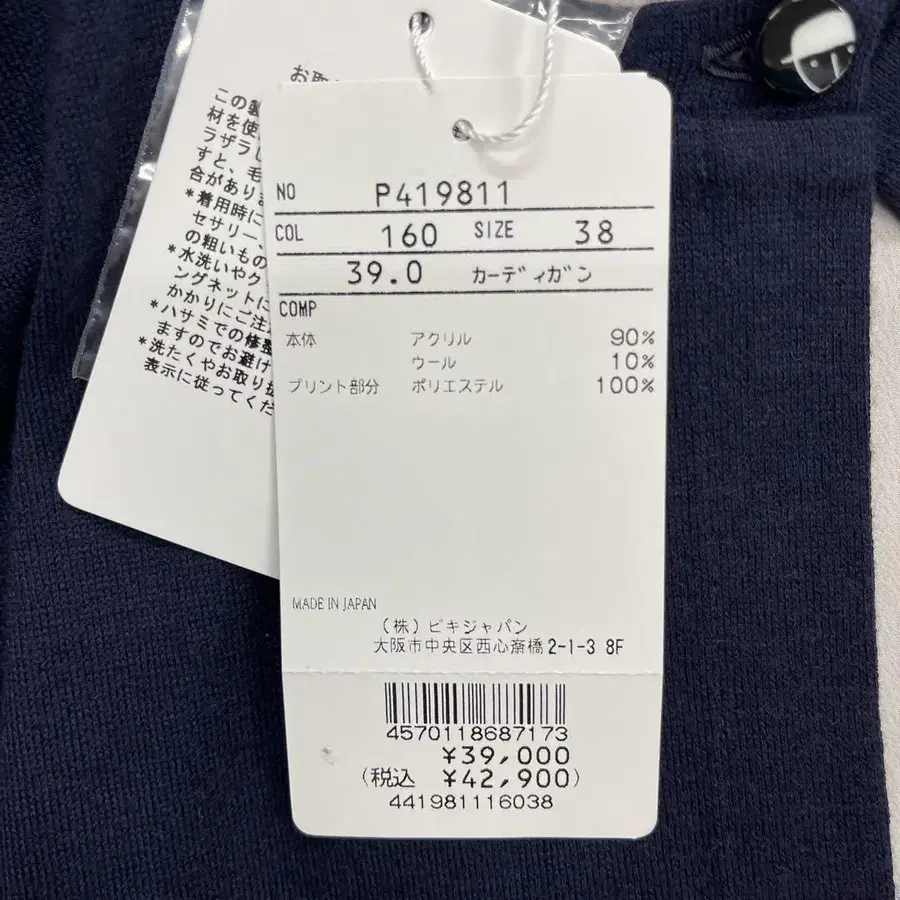 お取
この製
材を使
ラザラし
すと、毛
合がありま
*着用時に
セサリー、
の粗いもの
*水洗いやク
ングネットに
かかりにご注
*ハサミでの修整
ますのでお避け
*洗たくやお取り扱
表示に従ってくだ
NO P419811
COL 160 SIZE 38
39.0 カーディガン
COMP
本体 アクリル 90%
ウール 10%
プリント部分 ポリエステル 100%
MADE IN JAPAN
(株)ビキジャパン
大阪市中央区西心斎橋2-1-3 8F
4570118687173
¥39,000
(税込 ¥42,900)
441981116038